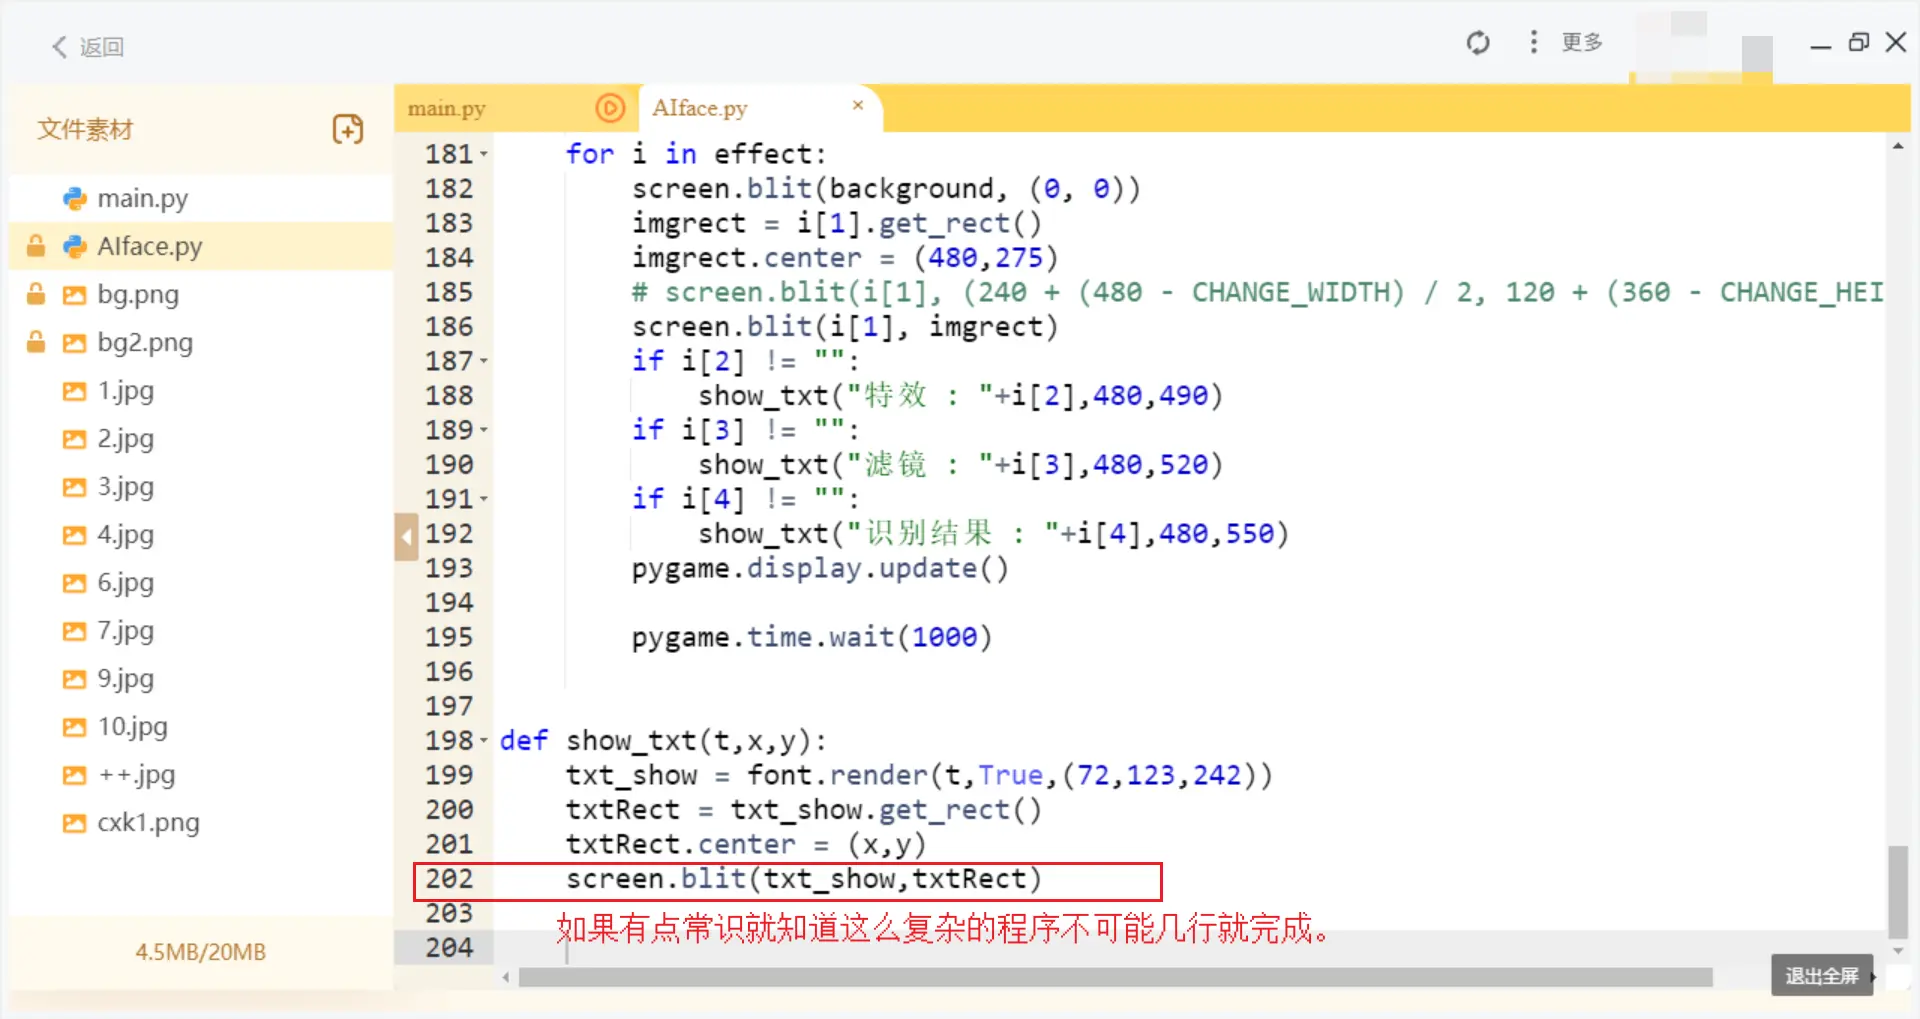 返回
更多
文件素材
main.py
AIface.py
main.py
AIface.py
bg.png
bg2.png
1.jpg
2.jpg
3.jpg
4.jpg
6.jpg
7.jpg
9.jpg
10.jpg
++.jpg
cxk1.png
4.5MB/20MB
181 for i in effect:
182 screen.blit(background, (0, 0))
183 imgrect = i[1].get_rect()
184 imgrect.center = (480,275)
185 # screen.blit(i[1], (240 + (480 - CHANGE_WIDTH) / 2, 120 + (360 - CHANGE_HEI
186 screen.blit(i[1], imgrect)
187 if i[2] != "":
188 show_txt("特效 : "+i[2],480,490)
189 if i[3] != "":
190 show_txt("滤镜 : "+i[3],480,520)
191 if i[4] != "":
192 show_txt("识别结果 : "+i[4],480,550)
193 pygame.display.update()
194
195 pygame.time.wait(1000)
196
197
198 def show_txt(t,x,y):
199 txt_show = font.render(t,True,(72,123,242))
200 txtRect = txt_show.get_rect()
201 txtRect.center = (x,y)
202 screen.blit(txt_show,txtRect)
203
如果有点常识就知道这么复杂的程序不可能几行就完成。
204
退出全屏